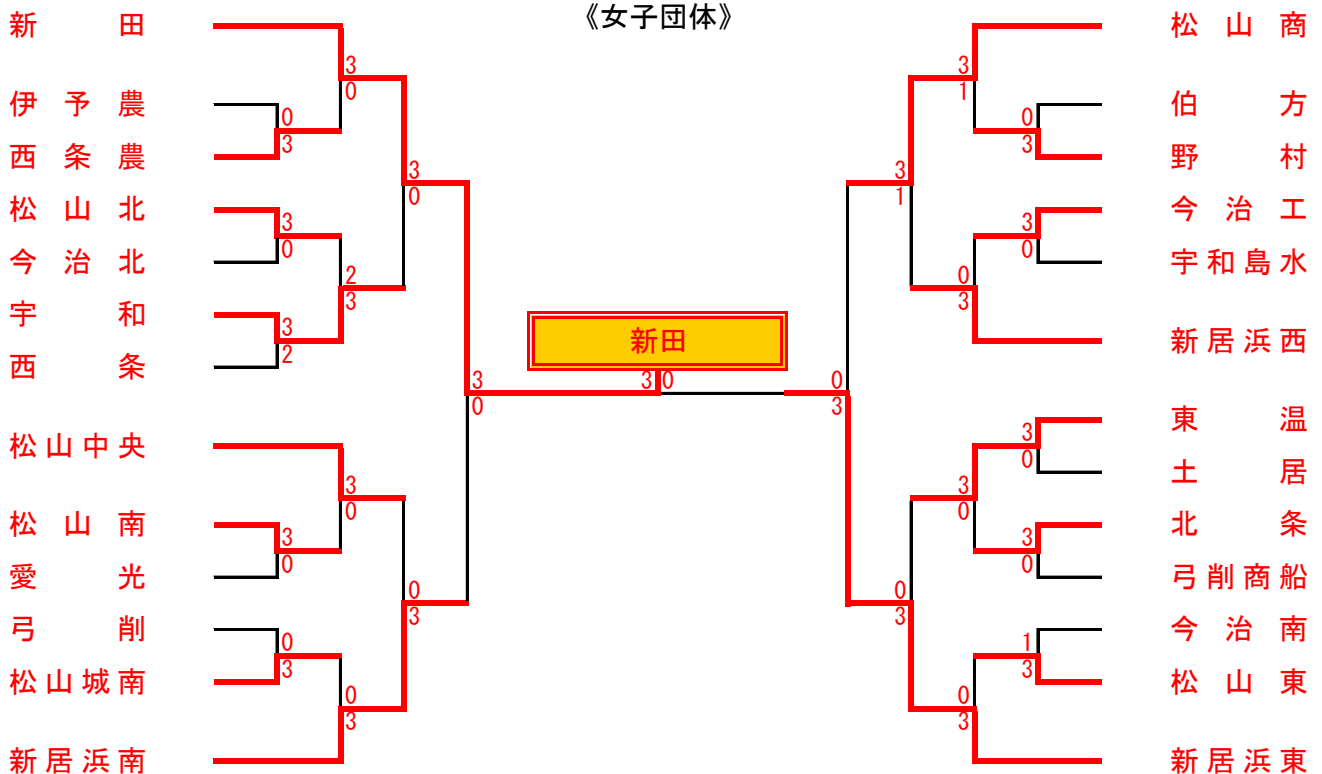 《女子団体》
新田
伊予農
西条農
松山北
今治北
宇和
西条
松山中央
松山南
愛光
弓削
松山城南
新居浜南
0
3
3
0
3
2
3
0
0
3
3
0
2
3
3
0
0
3
3
0
0
3
3
0
新田
3 0
0
3
3
1
0
3
3
1
0
3
3
0
0
3
0
3
3
0
3
0
3
0
1
3
松山商
伯方
野村
今治工
宇和島水
新居浜西
東温
土居
北条
弓削商船
今治南
松山東
新居浜東